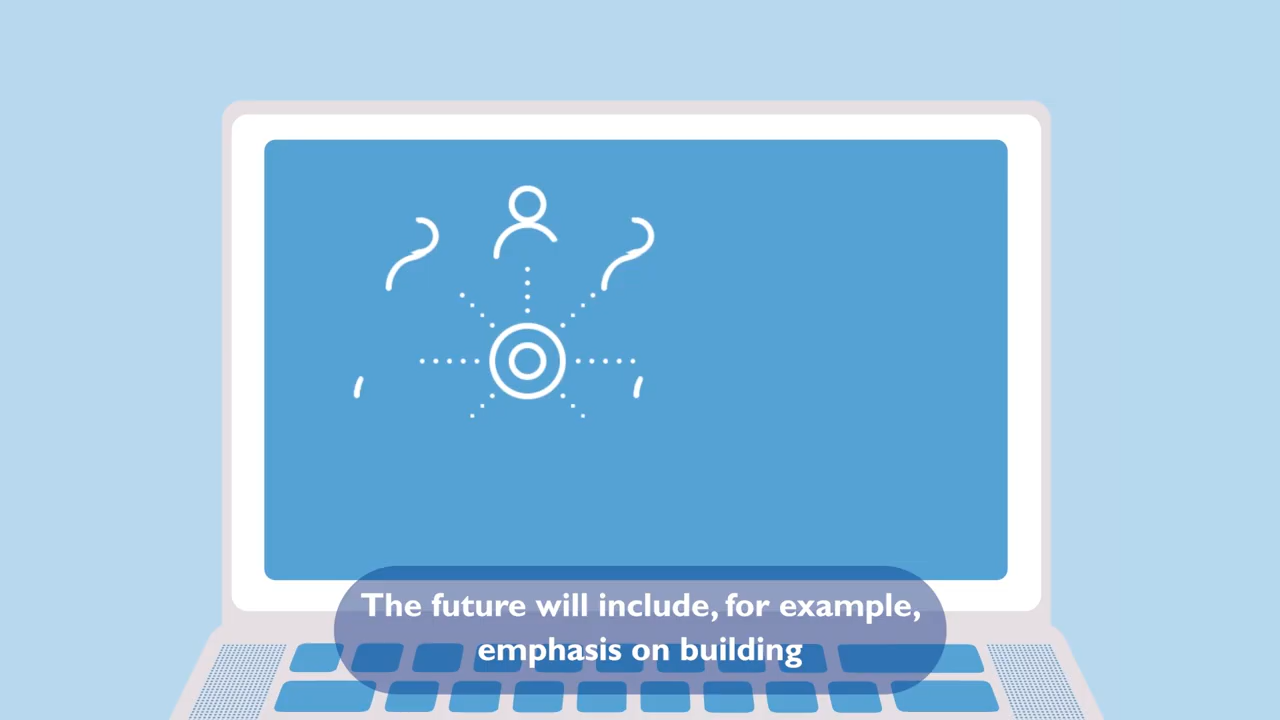 The future will include, for example,
emphasis on building